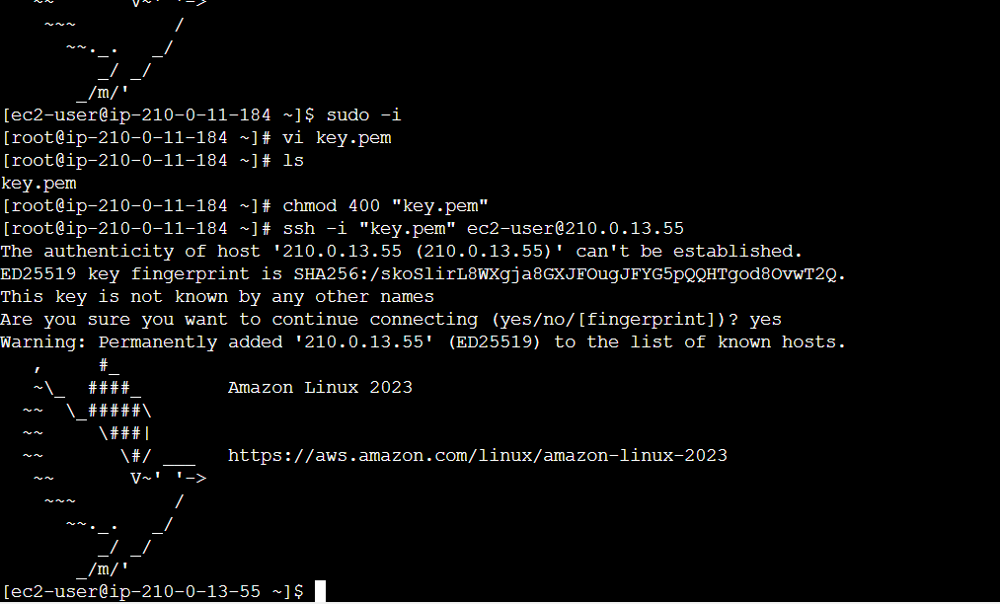 ~~       V~' '->
    ~~~         /
      ~~._.   _/
         _/ _/
       _/m/'
[ec2-user@ip-210-0-11-184 ~]$ sudo -i
[root@ip-210-0-11-184 ~]# vi key.pem
[root@ip-210-0-11-184 ~]# ls
key.pem
[root@ip-210-0-11-184 ~]# chmod 400 "key.pem"
[root@ip-210-0-11-184 ~]# ssh -i "key.pem" ec2-user@210.0.13.55
The authenticity of host '210.0.13.55 (210.0.13.55)' can't be established.
ED25519 key fingerprint is SHA256:/skoSlirL8WXgja8GXJFOugJFYG5pQQHTgod8OvwT2Q.
This key is not known by any other names
Are you sure you want to continue connecting (yes/no/[fingerprint])? yes
Warning: Permanently added '210.0.13.55' (ED25519) to the list of known hosts.
   ,     #_
   ~\_  ####_        Amazon Linux 2023
  ~~  \_#####\
  ~~     \###|
  ~~       \#/ ___   https://aws.amazon.com/linux/amazon-linux-2023
   ~~       V~' '->
    ~~~         /
      ~~._.   _/
         _/ _/
       _/m/'
[ec2-user@ip-210-0-13-55 ~]$